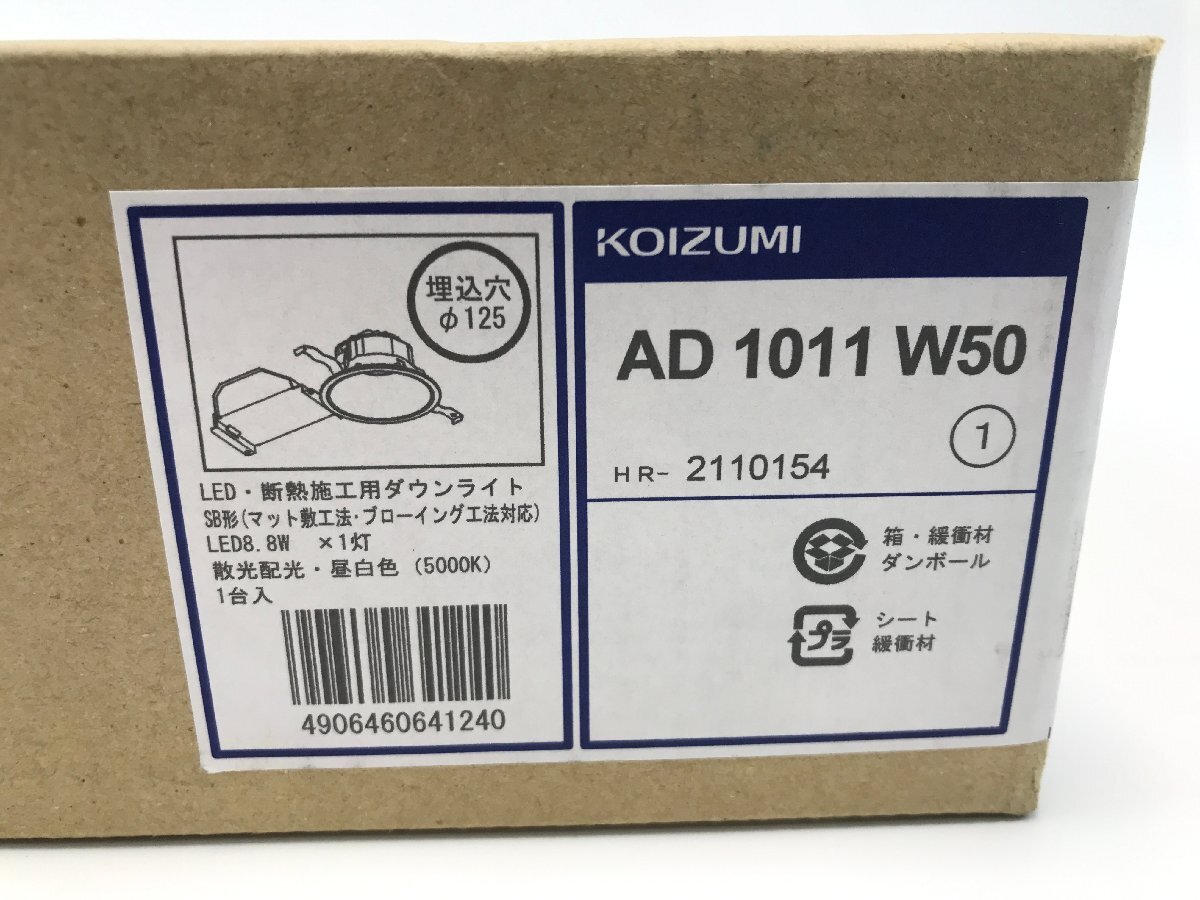 埋込穴
φ125
LED・断熱施工用ダウンライト
SB形(マット敷工法・ブローイング工法対応)
LED8.8W ×1灯
散光配光・昼白色 (5000K)
1台入
4906460641240
KOIZUMI
AD 1011 W50
1
HR- 2110154
箱・緩衝材
ダンボール
プラ
シート
緩衝材